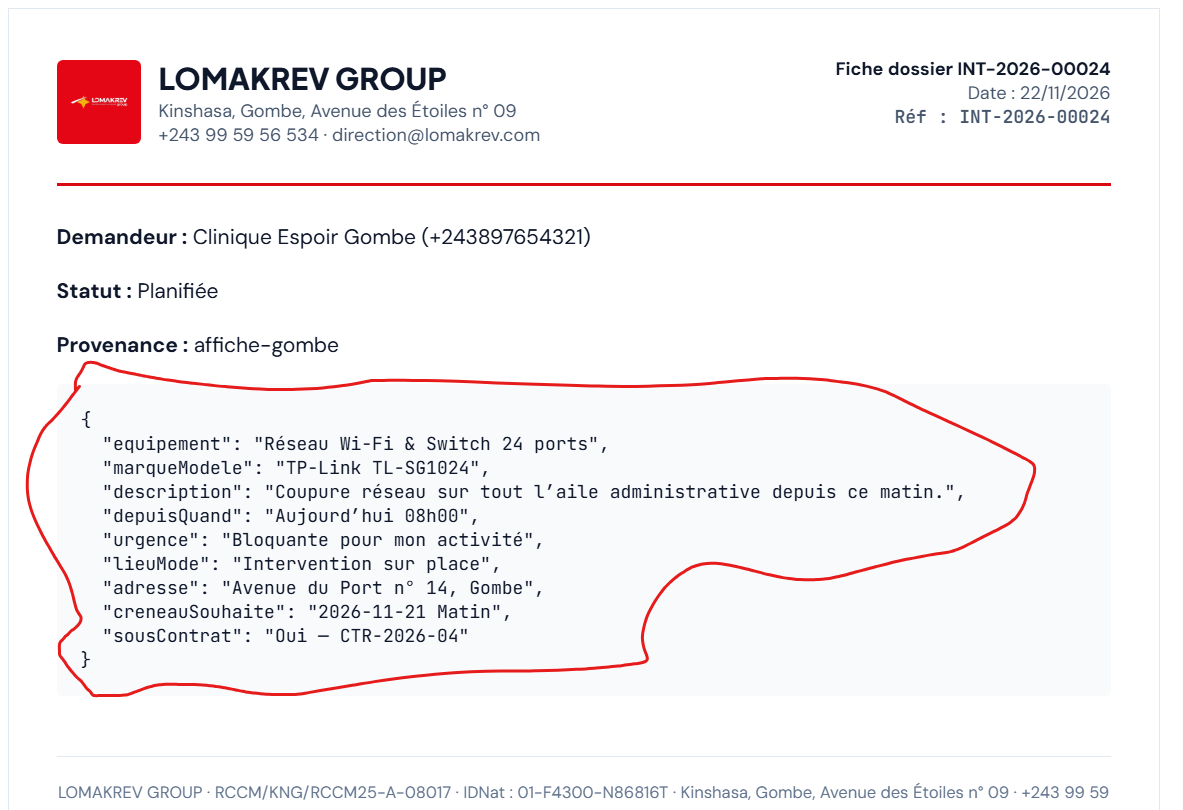 LOMAKREV GROUP
Fiche dossier INT-2026-00024
Kinshasa, Gombe, Avenue des Étoiles n° 09
Date : 22/11/2026
+243 99 59 56 534 · direction@lomakrev.com
Réf : INT-2026-00024
LOMAKREV
Demandeur : Clinique Espoir Gombe (+243897654321)
Statut : Planifiée
Provenance : affiche-gombe
{
"equipement": "Réseau Wi-Fi & Switch 24 ports",
"marqueModele": "TP-Link TL-SG1024",
"description": "Coupure réseau sur tout l’aile administrative depuis ce matin.",
"depuisQuand": "Aujourd’hui 08h00",
"urgence": "Bloquante pour mon activité",
"lieuMode": "Intervention sur place",
"adresse": "Avenue du Port n° 14, Gombe",
"creneauSouhaite": "2026-11-21 Matin",
"sousContrat": "Oui — CTR-2026-04"
}
LOMAKREV GROUP · RCCM/KNG/RCCM25-A-08017 · IDNat : 01-F4300-N86816T · Kinshasa, Gombe, Avenue des Étoiles n° 09 · +243 99 59